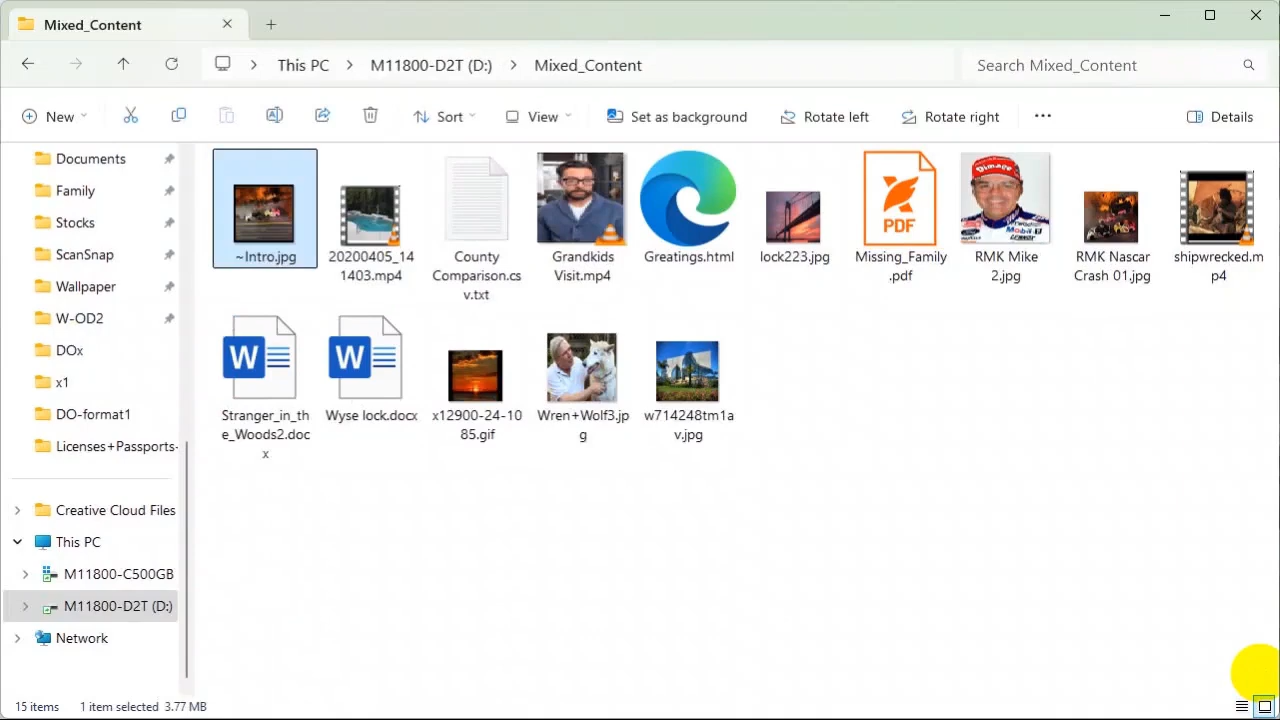 Mixed_Content
This PC
M11800-D2T (D:)
Mixed_Content
Search Mixed_Content
New
Sort
View
Set as background
Rotate left
Rotate right
Details
Documents
Family
Stocks
ScanSnap
Wallpaper
W-OD2
DOx
x1
DO-format1
Licenses+Passports-
Creative Cloud Files
This PC
M11800-C500GB
M11800-D2T (D:)
Network
~Intro.jpg
20200405_14
1403.mp4
County
Comparison.cs
v.txt
Grandkids
Visit.mp4
Greatings.html
lock223.jpg
PDF
Missing_Family
.pdf
Dimage
Mobil
RMK Mike
2.jpg
RMK Nascar
Crash 01.jpg
shipwrecked.m
p4
W
Stranger_in_th
e_Woods2.doc
x
W
Wyse lock.docx
x12900-24-10
85.gif
Wren+Wolf3.jp
g
w714248tm1a
v.jpg
15 items
1 item selected 3.77 MB